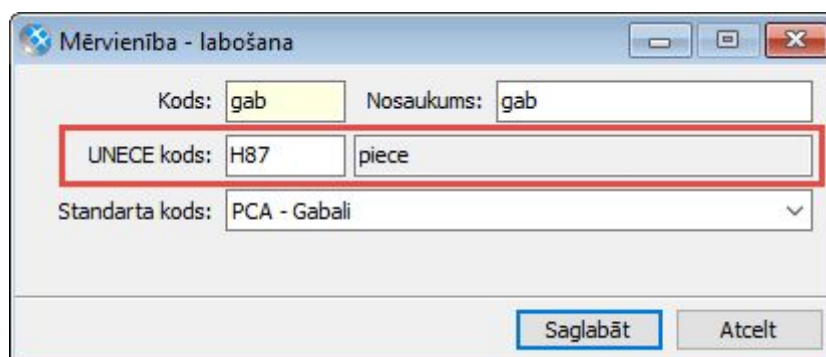 Mērvienība - labošana
Kods: gab Nosaukums: gab
UNECE kods: H87 piece
Standarta kods: PCA - Gabali
Saglabāt Atcelt